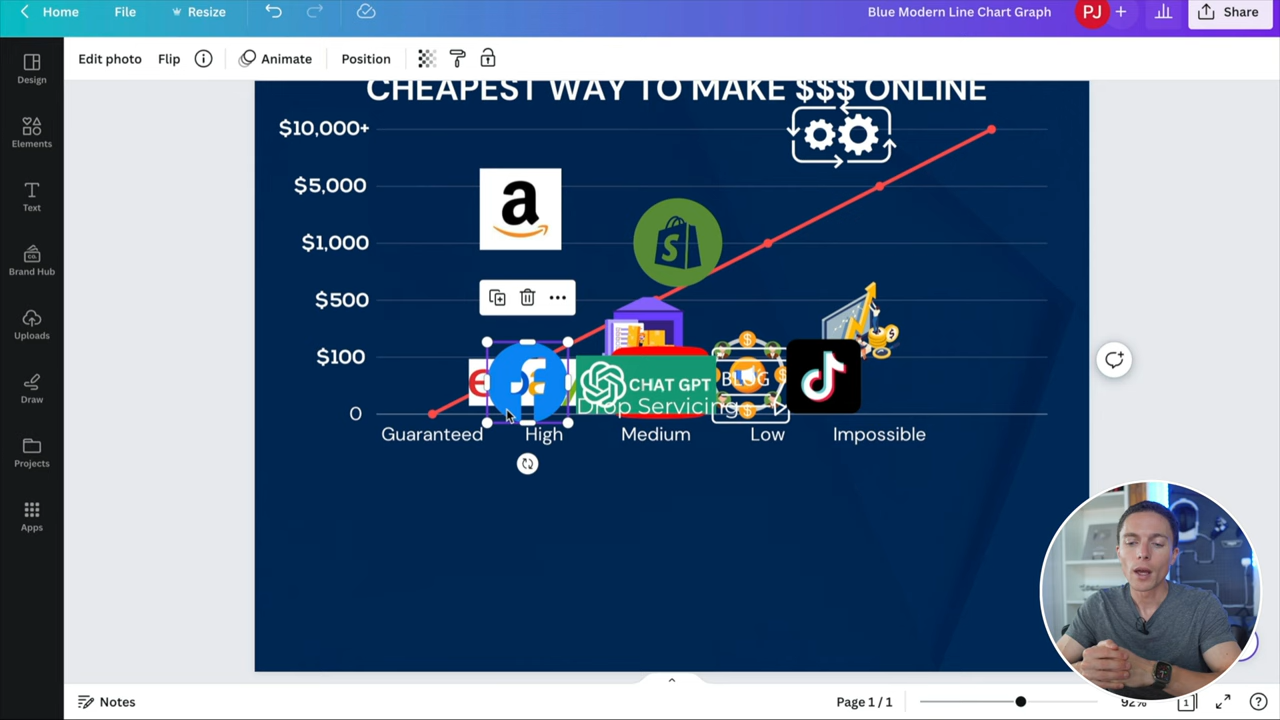 Home File Resize Blue Modern Line Chart Graph PJ Share
Edit photo Flip Animate Position
Design
Elements
Text
Brand Hub
Uploads
Draw
Projects
Apps
CHEAPEST WAY TO MAKE $$$ ONLINE
$10,000+
$5,000
$1,000
$500
$100
0
CHAT GPT
BLOG
Drop Servicing
Guaranteed High Medium Low Impossible
Notes Page 1 / 1 92% 1